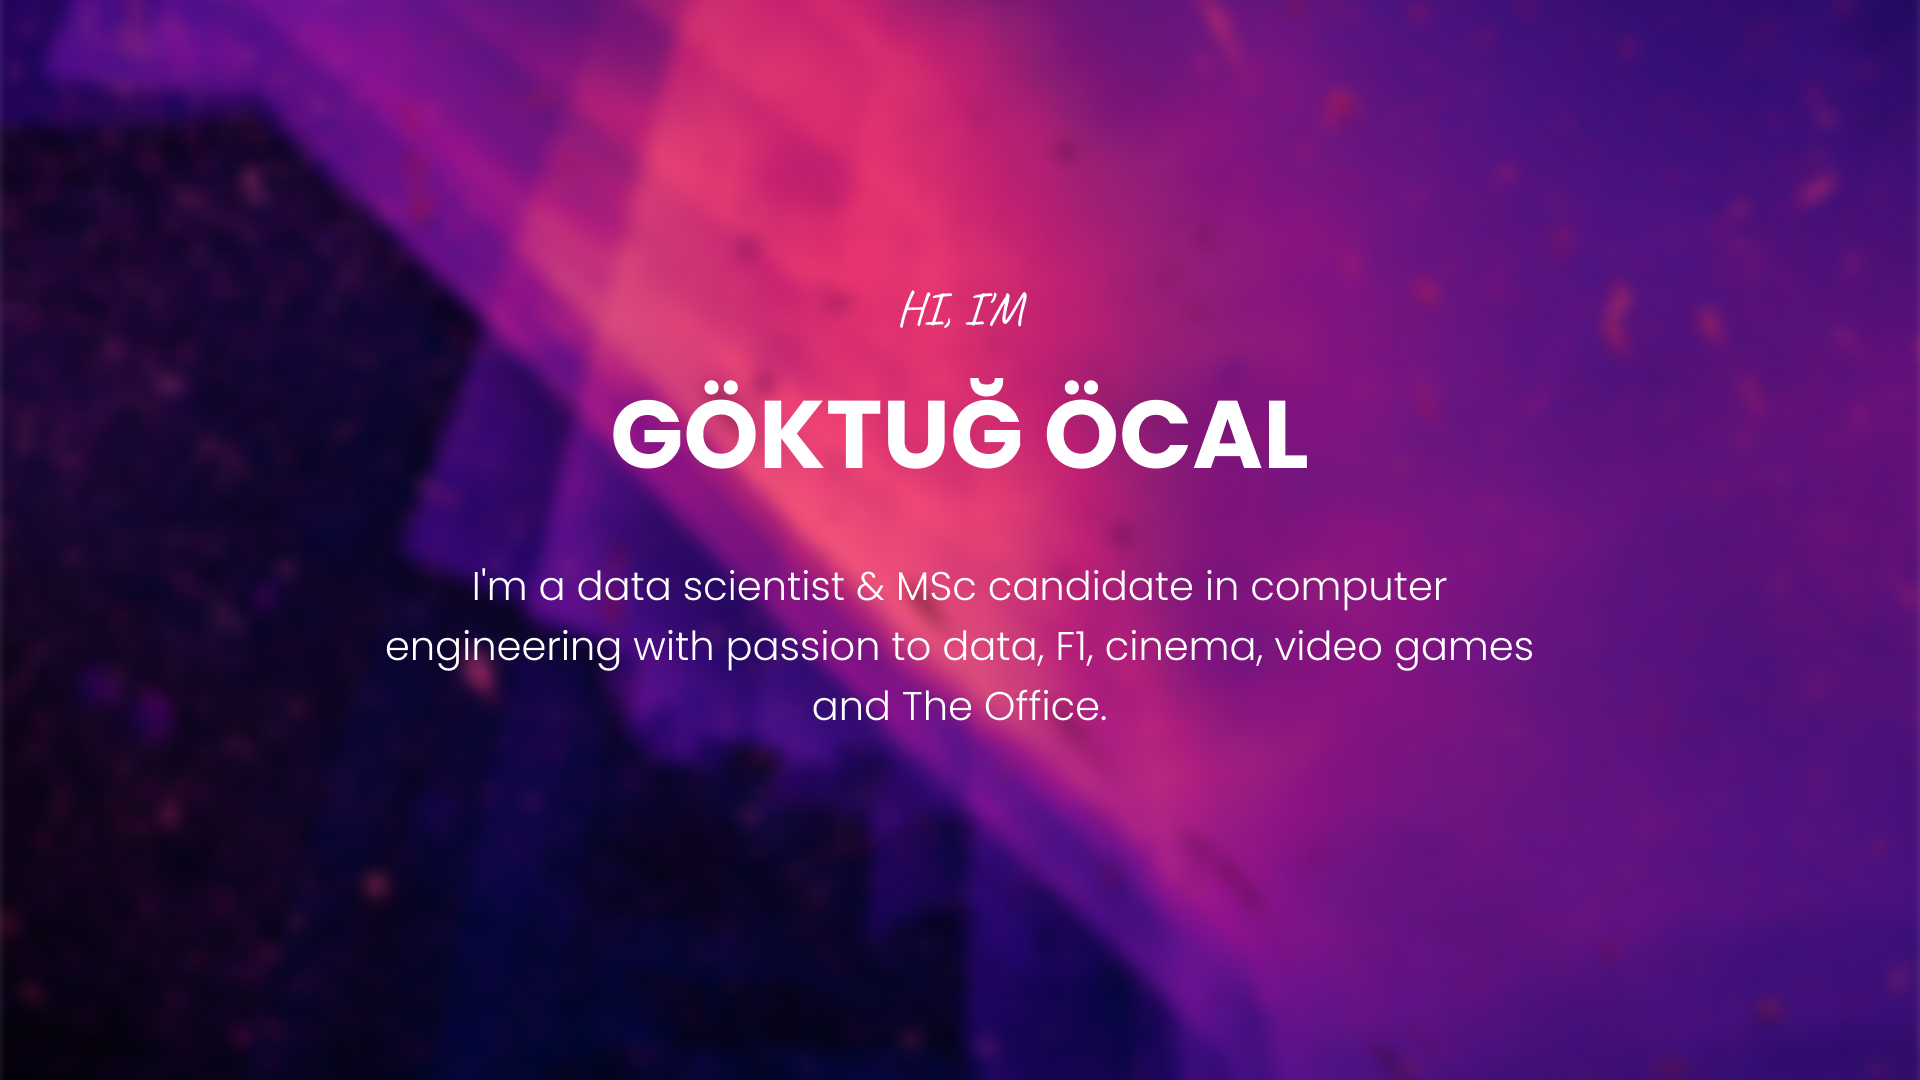 HI, I'M
GÖKTUĞ ÖCAL
I'm a data scientist & MSc candidate in computer
engineering with passion to data, F1, cinema, video games
and The Office.